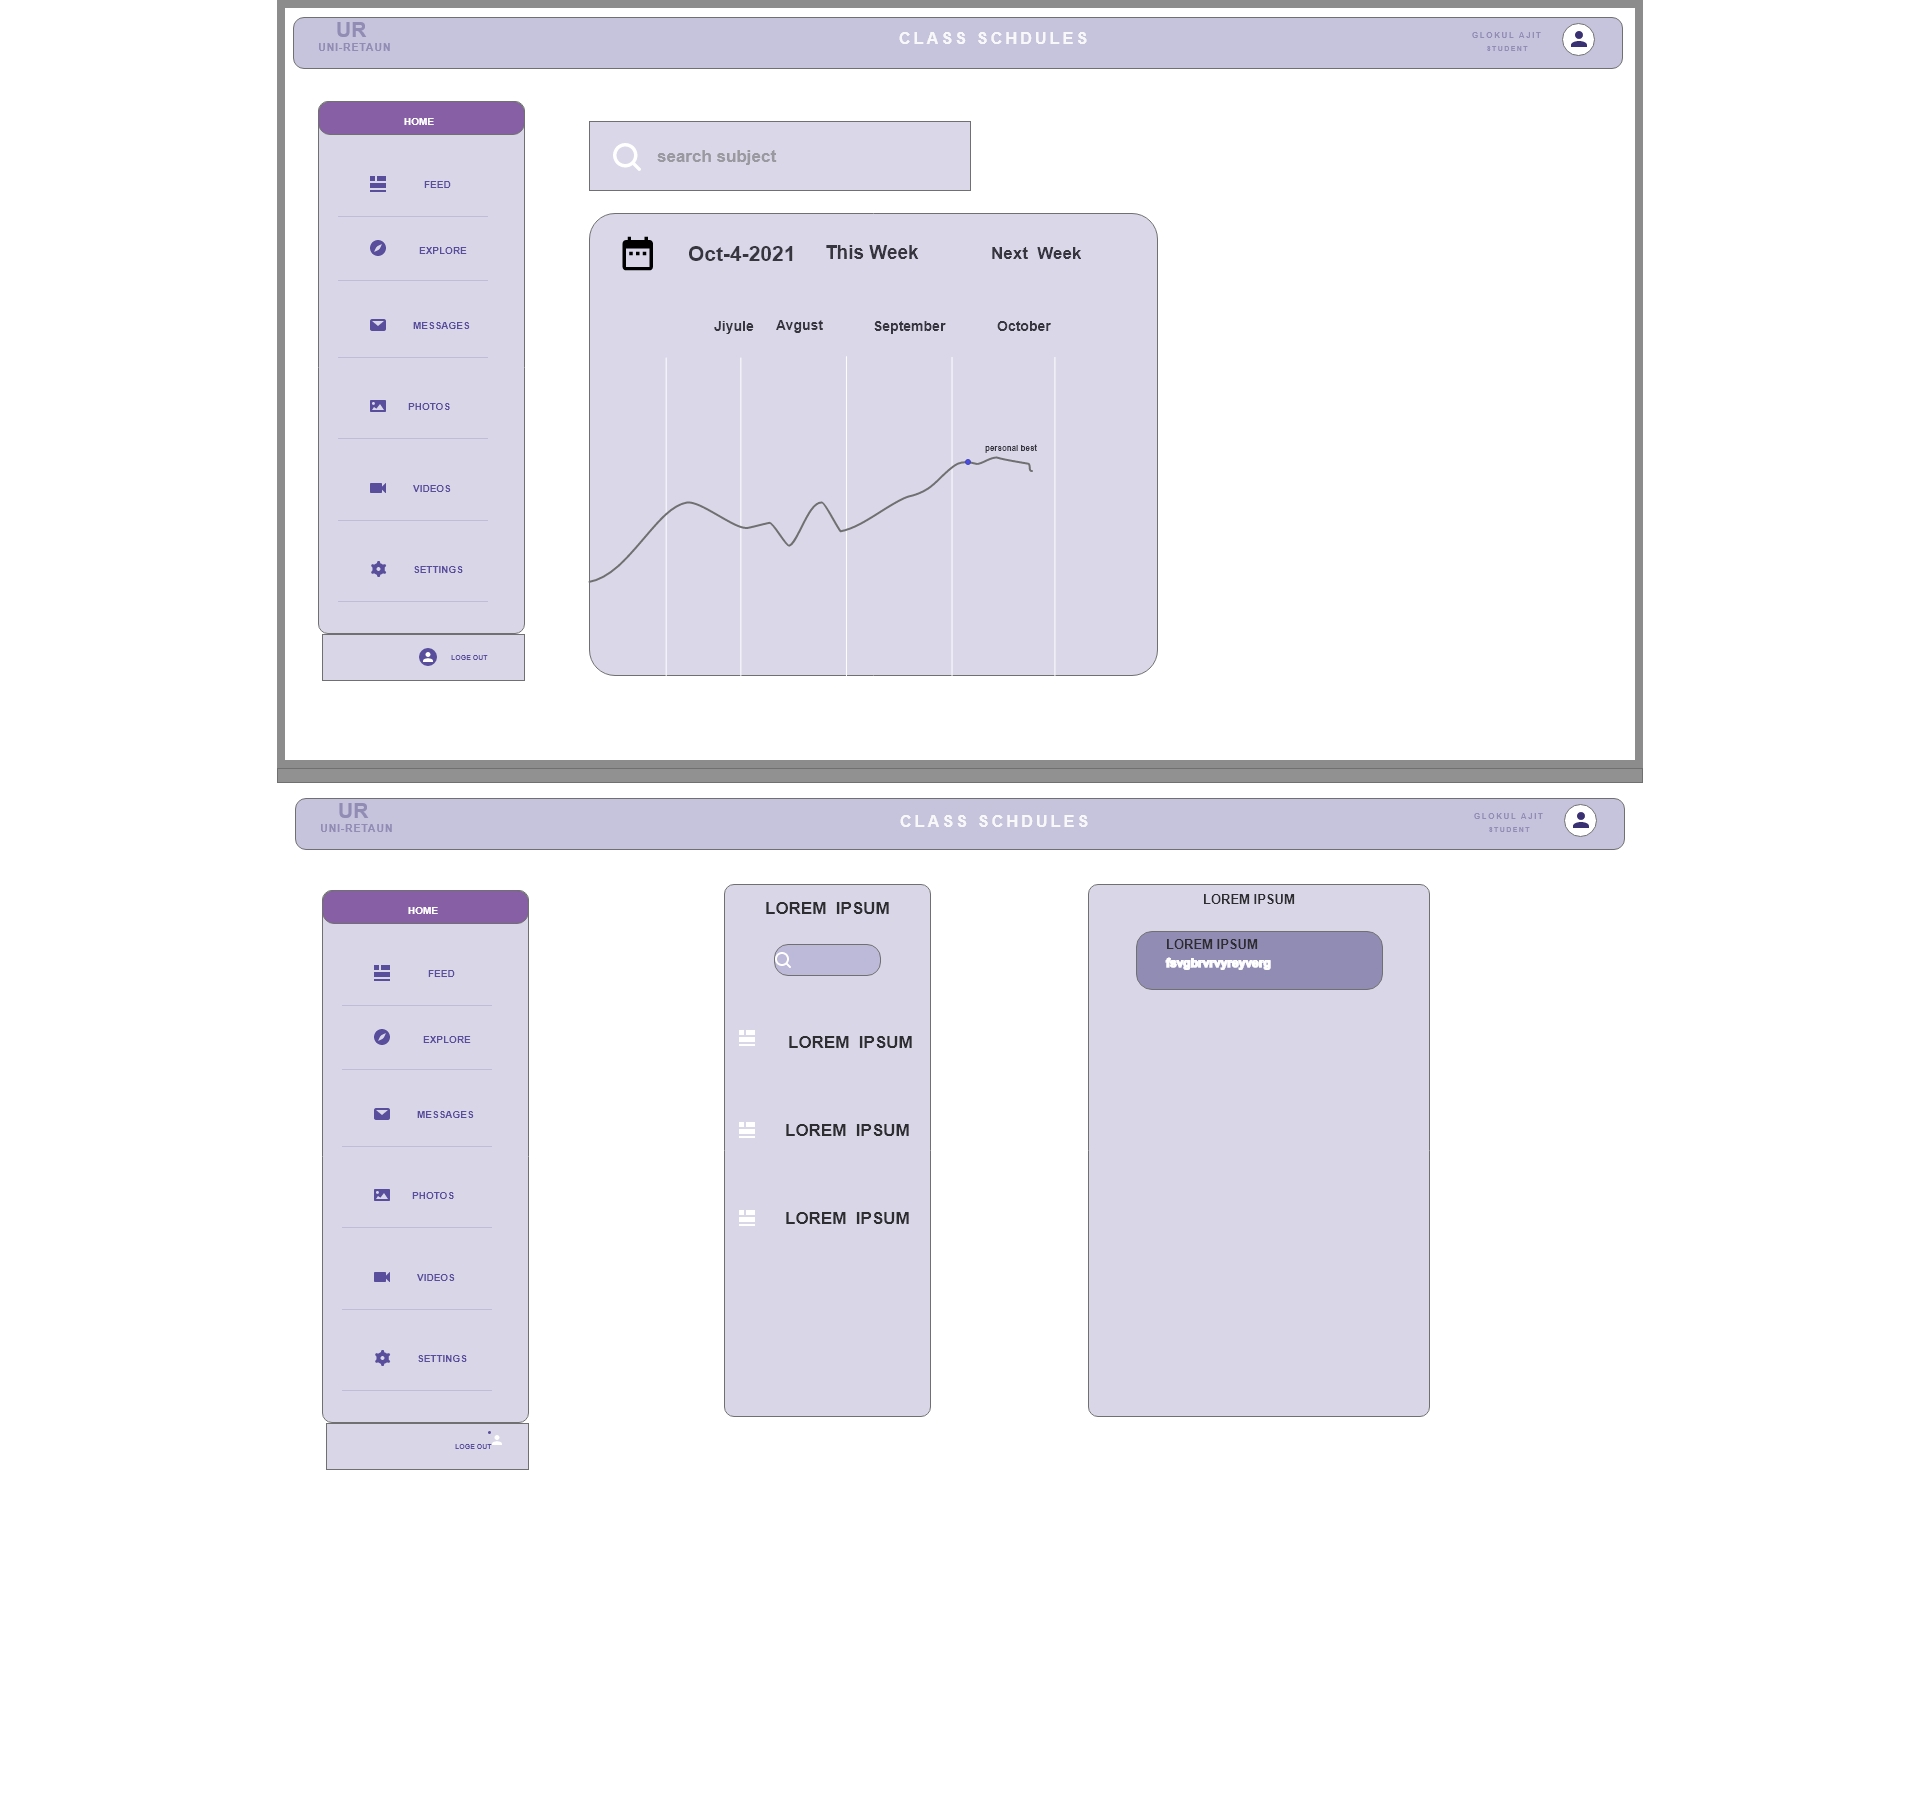 UR
UNI-RETAUN
CLASS SCHDULES
GLOKUL AJIT
STUDENT
HOME
FEED
EXPLORE
MESSAGES
PHOTOS
VIDEOS
SETTINGS
LOGE OUT
search subject
Oct-4-2021 This Week Next Week
Jiyule Avgust September October
personal best
UR
UNI-RETAUN
CLASS SCHDULES
GLOKUL AJIT
STUDENT
HOME
FEED
EXPLORE
MESSAGES
PHOTOS
VIDEOS
SETTINGS
LOGE OUT
LOREM IPSUM
LOREM IPSUM
LOREM IPSUM
LOREM IPSUM
LOREM IPSUM
LOREM IPSUM